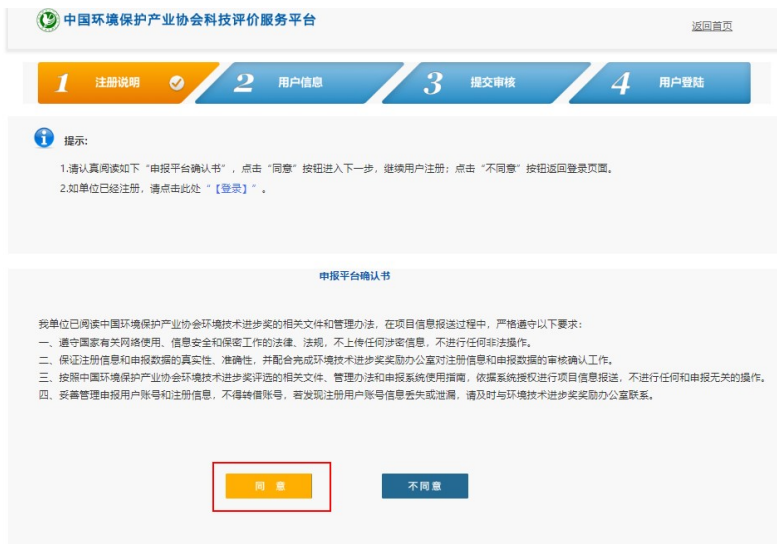 中国环境保护产业协会科技评价服务平台
返回首页
1 注册说明 2 用户信息 3 提交审核 4 用户登陆
提示:
1.请认真阅读如下“申报平台确认书”，点击“同意”按钮进入下一步，继续用户注册；点击“不同意”按钮返回登录页面。
2.如单位已经注册，请点击此处“【登录】”。
申报平台确认书
我单位已阅读中国环境保护产业协会环境技术进步奖的相关文件和管理办法，在项目信息报送过程中，严格遵守以下要求：
一、遵守国家有关网络使用、信息安全和保密工作的法律、法规，不上传任何涉密信息，不进行任何非法操作。
二、保证注册信息和申报数据的真实性、准确性，并配合完成环境技术进步奖奖励办公室对注册信息和申报数据的审核确认工作。
三、按照中国环境保护产业协会环境技术进步奖评选的相关文件、管理办法和申报系统使用指南，依据系统授权进行项目信息报送，不进行任何和申报无关的操作。
四、妥善管理申报用户账号和注册信息，不得转借账号，若发现注册用户账号信息丢失或泄漏，请及时与环境技术进步奖奖励办公室联系。
同 意 不同意